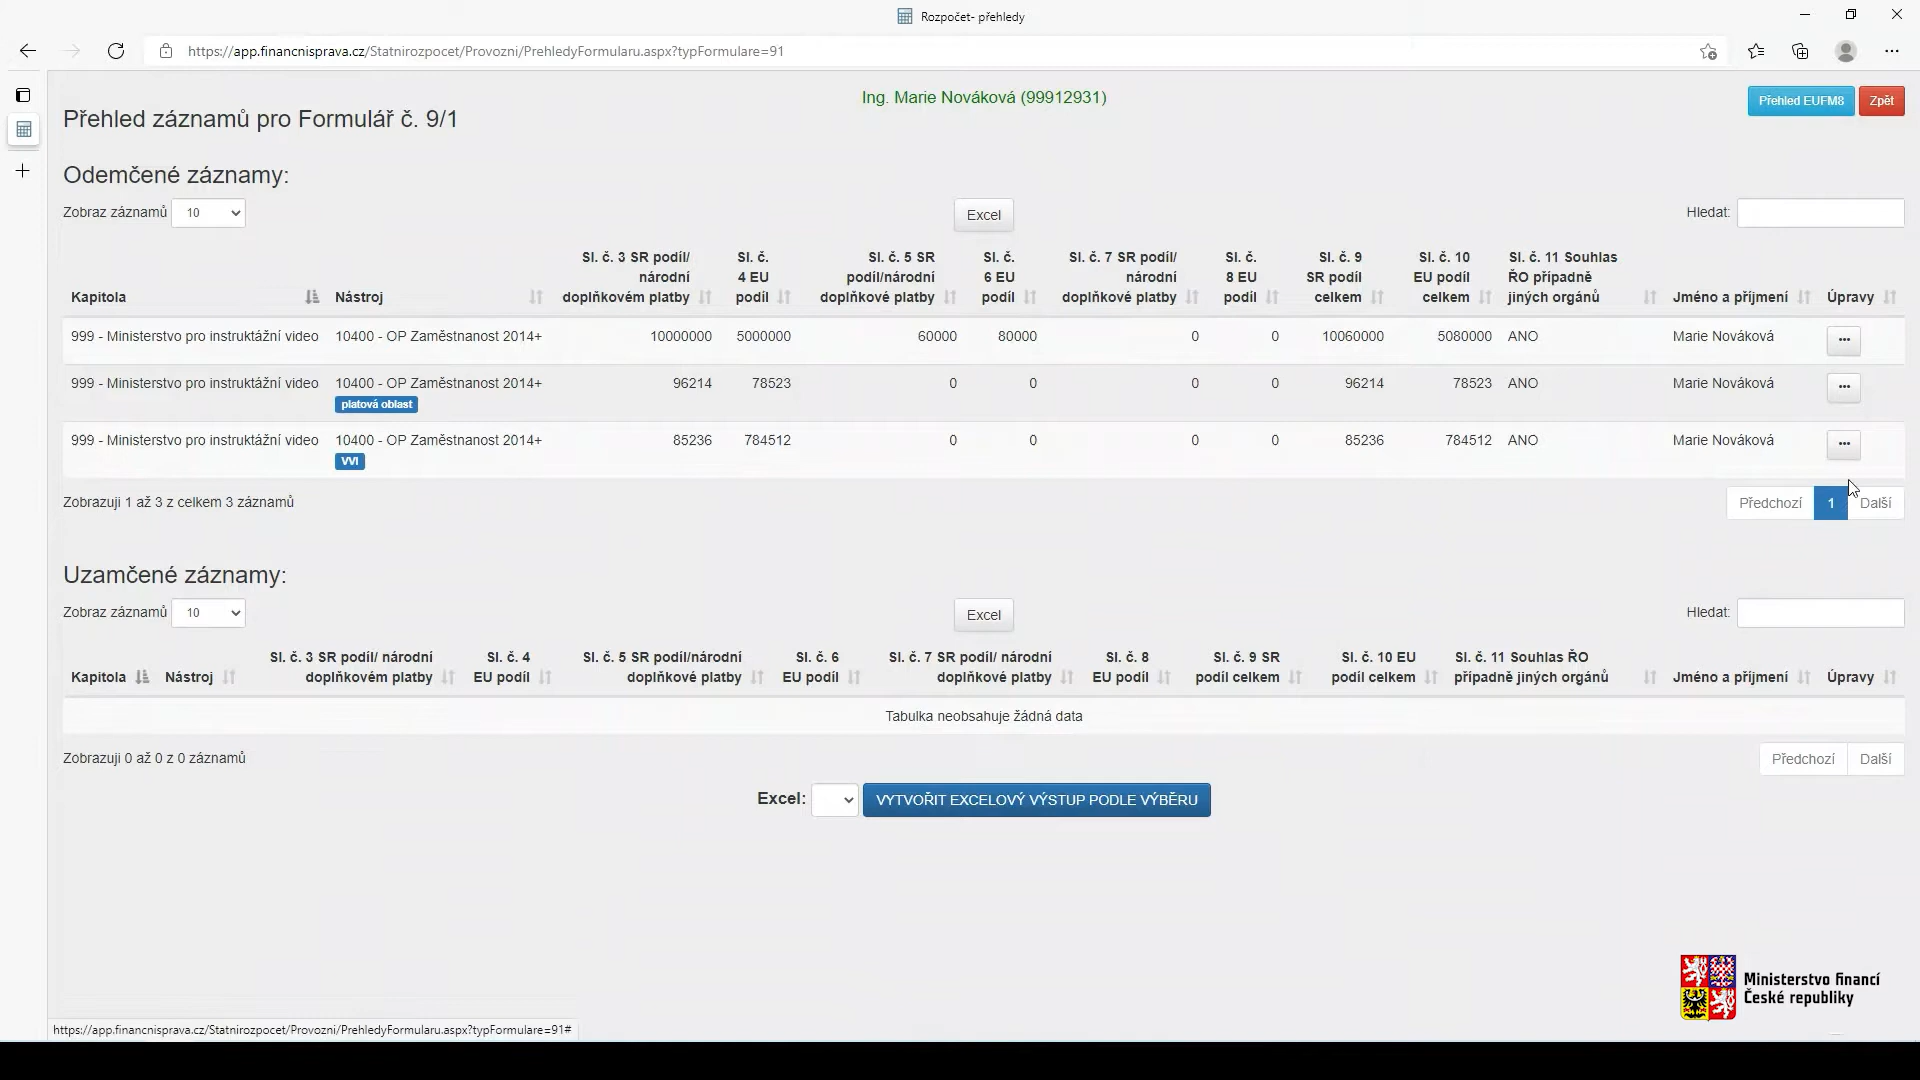 Rozpočet- přehledy
https://app.financnisprava.cz/Statnirozpocet/Provozni/PrehledyFormularu.aspx?typFormulare=91
Ing. Marie Nováková (99912931)
Přehled EUFM8 Zpět
Přehled záznamů pro Formulář č. 9/1
Odemčené záznamy:
Zobraz záznamů 10 Excel Hledat:
Sl. č. 3 SR podíl/ Sl. č. Sl. č. 5 SR Sl. č. Sl. č. 7 SR podíl/ Sl. č. Sl. č. 9 Sl. č. 10 Sl. č. 11 Souhlas
národní 4 EU podíl/národní 6 EU národní 8 EU SR podíl EU podíl ŘO případně
Kapitola Nástroj doplňkovém platby podíl doplňkové platby podíl doplňkové platby podíl celkem celkem jiných orgánů Jméno a příjmení Úpravy
999 - Ministerstvo pro instruktážní video 10400 - OP Zaměstnanost 2014+ 10000000 5000000 60000 80000 0 0 10060000 5080000 ANO Marie Nováková ...
999 - Ministerstvo pro instruktážní video 10400 - OP Zaměstnanost 2014+ 96214 78523 0 0 0 0 96214 78523 ANO Marie Nováková ...
platová oblast
999 - Ministerstvo pro instruktážní video 10400 - OP Zaměstnanost 2014+ 85236 784512 0 0 0 0 85236 784512 ANO Marie Nováková ...
VVI
Zobrazuji 1 až 3 z celkem 3 záznamů Předchozí 1 Další
Uzamčené záznamy:
Zobraz záznamů 10 Excel Hledat:
Sl. č. 3 SR podíl/ národní Sl. č. 4 Sl. č. 5 SR podíl/národní Sl. č. 6 Sl. č. 7 SR podíl/ národní Sl. č. 8 Sl. č. 9 SR Sl. č. 10 EU Sl. č. 11 Souhlas ŘO
Kapitola Nástroj doplňkovém platby EU podíl doplňkové platby EU podíl doplňkové platby EU podíl podíl celkem podíl celkem případně jiných orgánů Jméno a příjmení Úpravy
Tabulka neobsahuje žádná data
Zobrazuji 0 až 0 z 0 záznamů Předchozí Další
Excel: VYTVOŘIT EXCELOVÝ VÝSTUP PODLE VÝBĚRU
Ministerstvo financí
České republiky
https://app.financnisprava.cz/Statnirozpocet/Provozni/PrehledyFormularu.aspx?typFormulare=91#